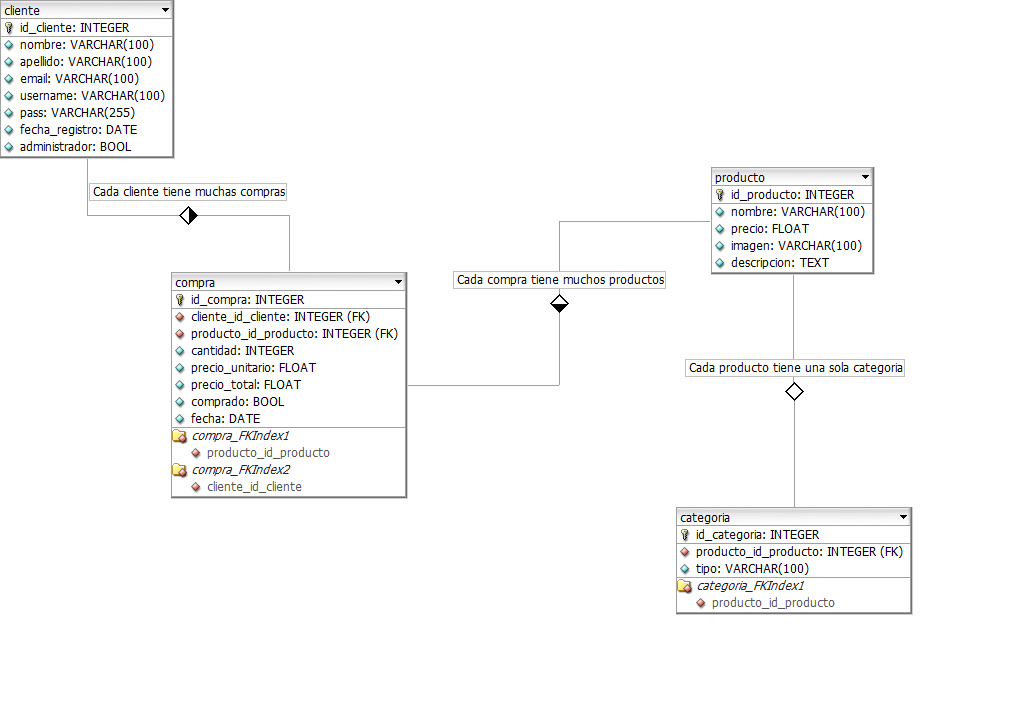 cliente
id_cliente: INTEGER
nombre: VARCHAR(100)
apellido: VARCHAR(100)
email: VARCHAR(100)
username: VARCHAR(100)
pass: VARCHAR(255)
fecha_registro: DATE
administrador: BOOL
Cada cliente tiene muchas compras
compra
id_compra: INTEGER
cliente_id_cliente: INTEGER (FK)
producto_id_producto: INTEGER (FK)
cantidad: INTEGER
precio_unitario: FLOAT
precio_total: FLOAT
comprado: BOOL
fecha: DATE
compra_FKIndex1
producto_id_producto
compra_FKIndex2
cliente_id_cliente
Cada compra tiene muchos productos
producto
id_producto: INTEGER
nombre: VARCHAR(100)
precio: FLOAT
imagen: VARCHAR(100)
descripcion: TEXT
Cada producto tiene una sola categoria
categoria
id_categoria: INTEGER
producto_id_producto: INTEGER (FK)
tipo: VARCHAR(100)
categoria_FKIndex1
producto_id_producto